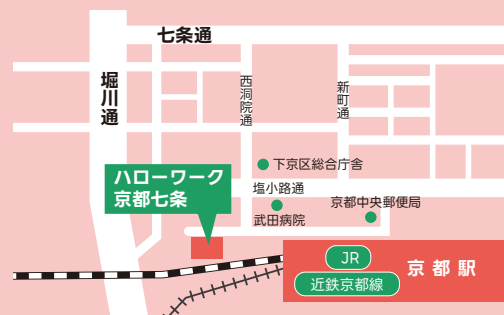 七条通
堀川通
西洞院通
新町通
下京区総合庁舎
ハローワーク
京都七条
塩小路通
京都中央郵便局
武田病院
JR
近鉄京都線
京都駅